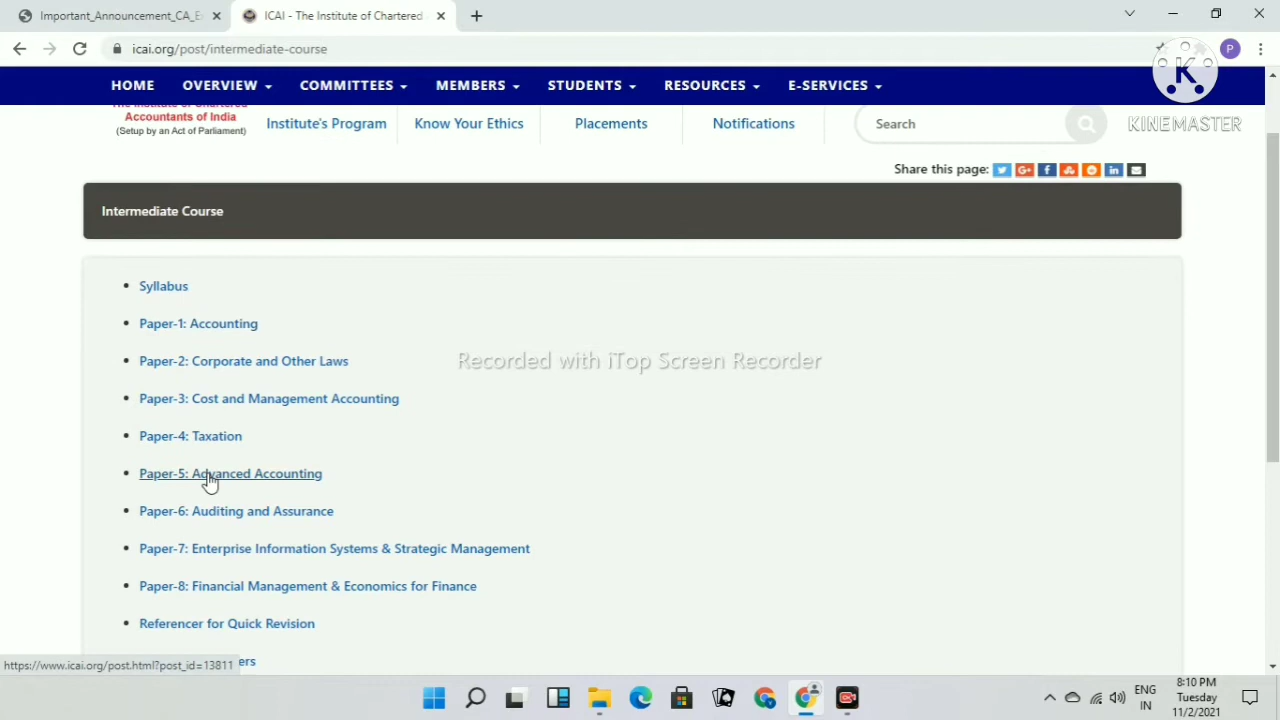 Important_Announcement_CA_E
ICAI - The Institute of Chartered
icai.org/post/intermediate-course
P
HOME OVERVIEW COMMITTEES MEMBERS STUDENTS RESOURCES E-SERVICES
K
KINEMASTER
The Institute of Chartered
Accountants of India
(Setup by an Act of Parliament)
Institute's Program Know Your Ethics Placements Notifications Search
Share this page:
Intermediate Course
Syllabus
Paper-1: Accounting
Paper-2: Corporate and Other Laws
Recorded with iTop Screen Recorder
Paper-3: Cost and Management Accounting
Paper-4: Taxation
Paper-5: Advanced Accounting
Paper-6: Auditing and Assurance
Paper-7: Enterprise Information Systems & Strategic Management
Paper-8: Financial Management & Economics for Finance
Referencer for Quick Revision
https://www.icai.org/post.html?post_id=13811
ers
ENG
IN
8:10 PM
Tuesday
11/2/2021